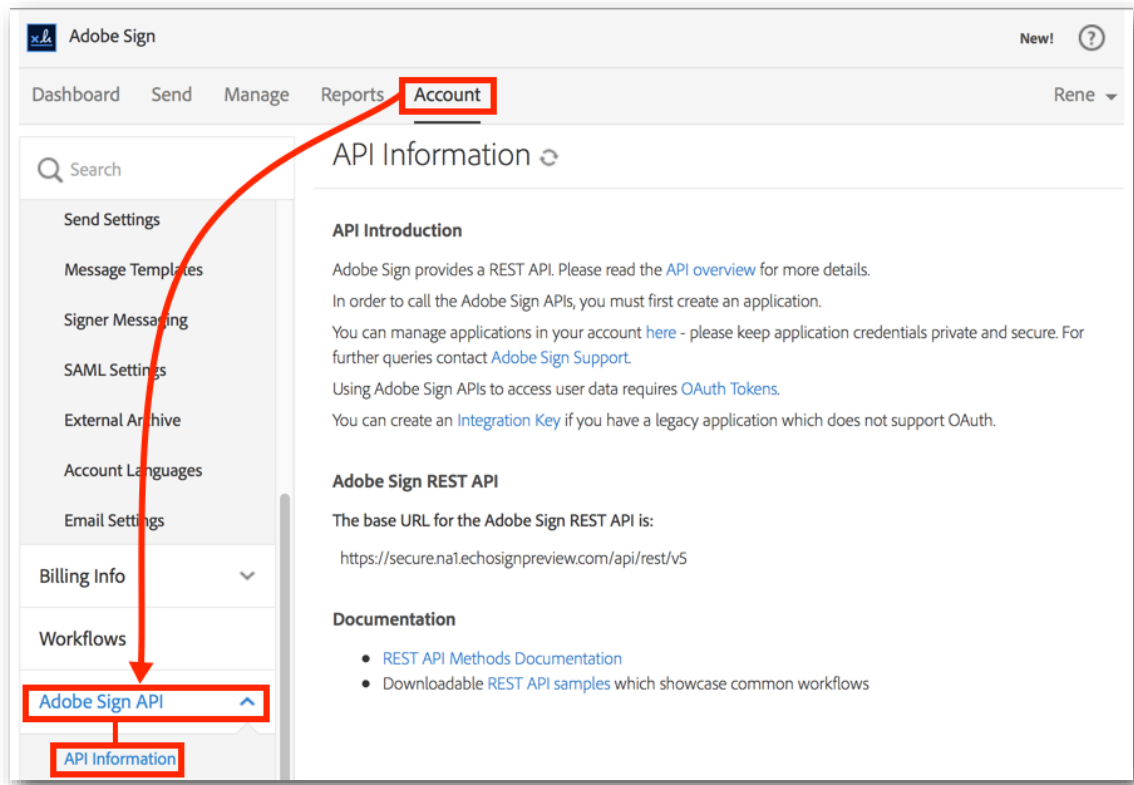 Adobe Sign
New!
?
Dashboard Send Manage Reports Account Rene
Search
Send Settings
Message Templates
Signer Messaging
SAML Settings
External Archive
Account Languages
Email Settings
Billing Info
Workflows
Adobe Sign API
API Information
API Information
API Introduction
Adobe Sign provides a REST API. Please read the API overview for more details.
In order to call the Adobe Sign APIs, you must first create an application.
You can manage applications in your account here - please keep application credentials private and secure. For
further queries contact Adobe Sign Support.
Using Adobe Sign APIs to access user data requires OAuth Tokens.
You can create an Integration Key if you have a legacy application which does not support OAuth.
Adobe Sign REST API
The base URL for the Adobe Sign REST API is:
https://secure.na1.echosignpreview.com/api/rest/v5
Documentation
• REST API Methods Documentation
• Downloadable REST API samples which showcase common workflows